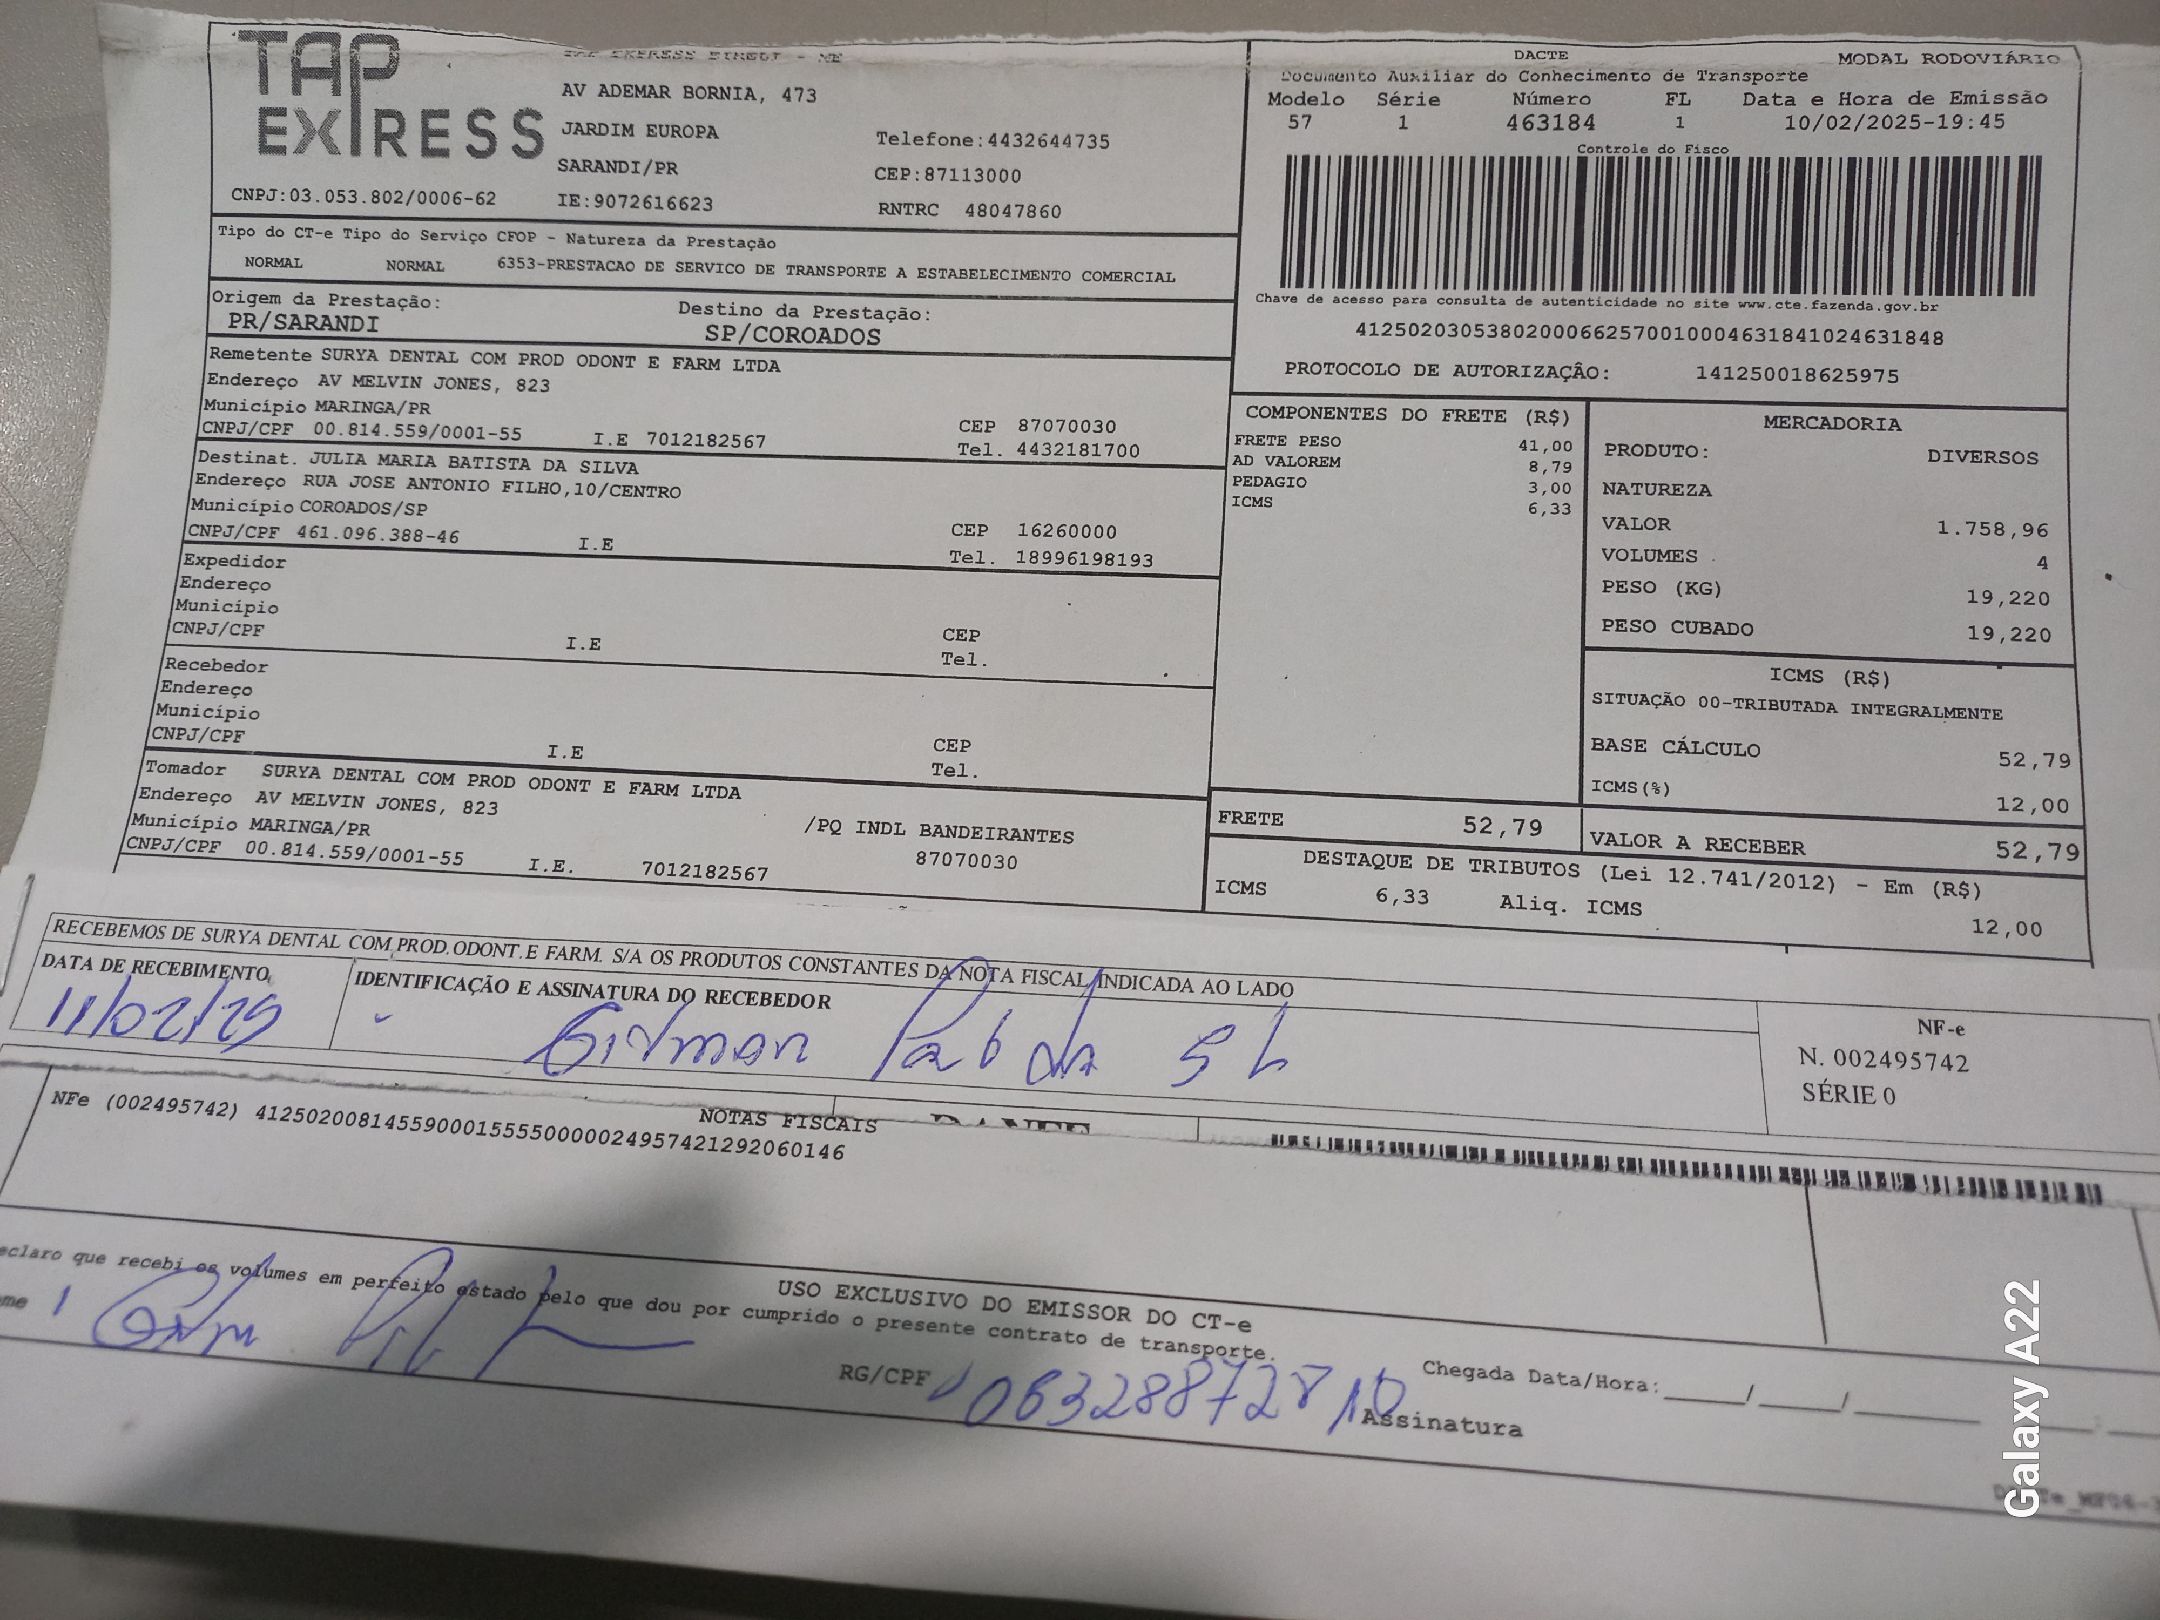 TAP EXPRESS
AV ADEMAR BORNIA, 473
JARDIM EUROPA
Telefone:4432644735
SARANDI/PR
CEP:87113000
CNPJ:03.053.802/0006-62
IE:9072616623
RNTRC 48047860
DACTE
MODAL RODOVIÁRIO
Documento Auxiliar do Conhecimento de Transporte
Modelo Série Número FL Data e Hora de Emissão
57 1 463184 1 10/02/2025-19:45
Controle do Fisco
Chave de acesso para consulta de autenticidade no site www.cte.fazenda.gov.br
41250203053802000662570010004631841024631848
PROTOCOLO DE AUTORIZAÇÂO: 141250018625975
Tipo do CT-e Tipo do Serviço CFOP - Natureza da Prestação
NORMAL NORMAL 6353-PRESTACAO DE SERVICO DE TRANSPORTE A ESTABELECIMENTO COMERCIAL
Origem da Prestação: Destino da Prestação:
PR/SARANDI SP/COROADOS
Remetente SURYA DENTAL COM PROD ODONT E FARM LTDA
Endereço AV MELVIN JONES, 823
Município MARINGA/PR CEP 87070030
CNPJ/CPF 00.814.559/0001-55 I.E 7012182567 Tel. 4432181700
Destinat. JULIA MARIA BATISTA DA SILVA
Endereço RUA JOSE ANTONIO FILHO,10/CENTRO
Município COROADOS/SP CEP 16260000
CNPJ/CPF 461.096.388-46 I.E Tel. 18996198193
Expedidor
Endereço
Município CEP
CNPJ/CPF I.E Tel.
Recebedor
Endereço
Município CEP
CNPJ/CPF I.E Tel.
Tomador SURYA DENTAL COM PROD ODONT E FARM LTDA
Endereço AV MELVIN JONES, 823 /PQ INDL BANDEIRANTES
Município MARINGA/PR 87070030
CNPJ/CPF 00.814.559/0001-55 I.E. 7012182567
COMPONENTES DO FRETE (R$)
FRETE PESO 41,00
AD VALOREM 8,79
PEDAGIO 3,00
ICMS 6,33
MERCADORIA
PRODUTO: DIVERSOS
NATUREZA
VALOR 1.758,96
VOLUMES 4
PESO (KG) 19,220
PESO CUBADO 19,220
ICMS (R$)
SITUAÇÃO 00-TRIBUTADA INTEGRALMENTE
BASE CÁLCULO 52,79
ICMS(%) 12,00
FRETE 52,79
VALOR A RECEBER 52,79
DESTAQUE DE TRIBUTOS (Lei 12.741/2012) - Em (R$)
ICMS 6,33 Aliq. ICMS 12,00
RECEBEMOS DE SURYA DENTAL COM.PROD.ODONT.E FARM. S/A OS PRODUTOS CONSTANTES DA NOTA FISCAL INDICADA AO LADO
DATA DE RECEBIMENTO IDENTIFICAÇÃO E ASSINATURA DO RECEBEDOR
11/02/25
NF-e
N. 002495742
SÉRIE 0
NOTAS FISCAIS
NFe (002495742) 41250200814559000155550000024957421292060146
USO EXCLUSIVO DO EMISSOR DO CT-e
eclaro que recebi os volumes em perfeito estado pelo que dou por cumprido o presente contrato de transporte.
me
RG/CPF Chegada Data/Hora:
Assinatura
Galaxy A22